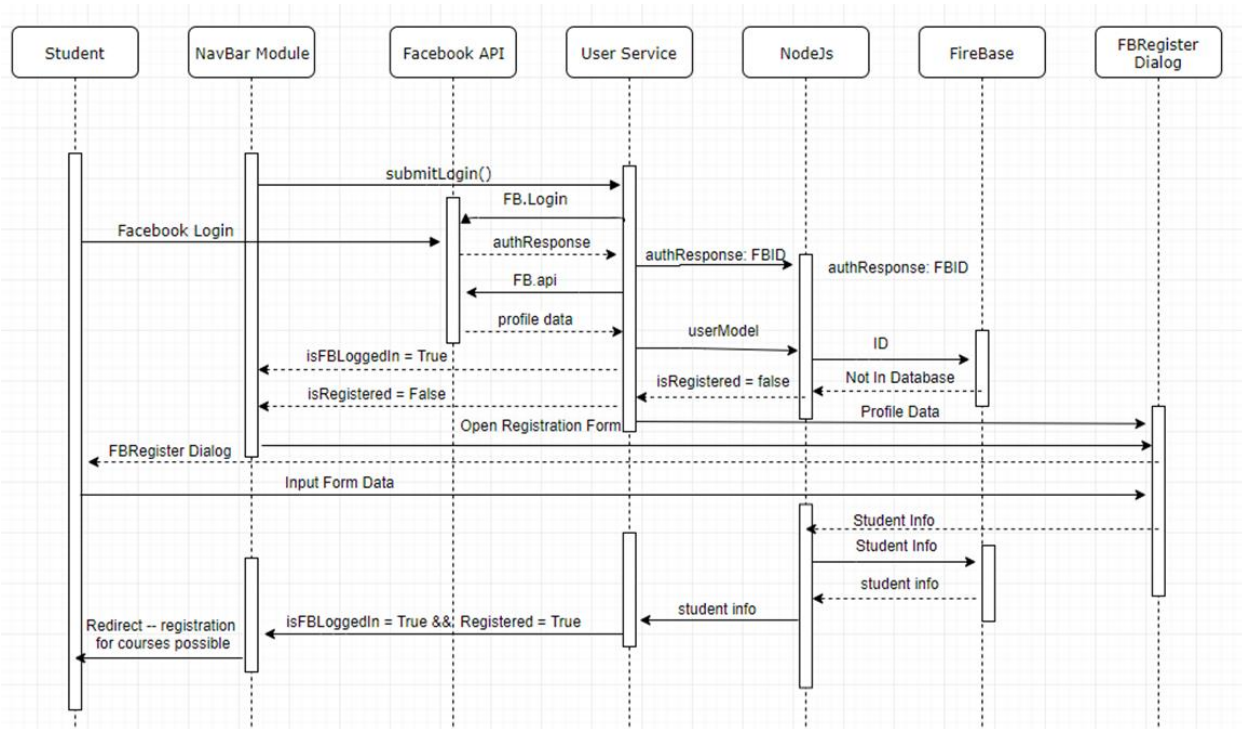 Student
NavBar Module
Facebook API
User Service
NodeJs
FireBase
FBRegister
Dialog
submitLogin()
FB.Login
Facebook Login
authResponse
authResponse: FBID
authResponse: FBID
FB.api
profile data
userModel
ID
isFBLoggedIn = True
Not In Database
isRegistered = false
isRegistered = False
Profile Data
Open Registration Form
FBRegister Dialog
Input Form Data
Student Info
Student Info
student info
student info
isFBLoggedIn = True && Registered = True
Redirect -- registration
for courses possible